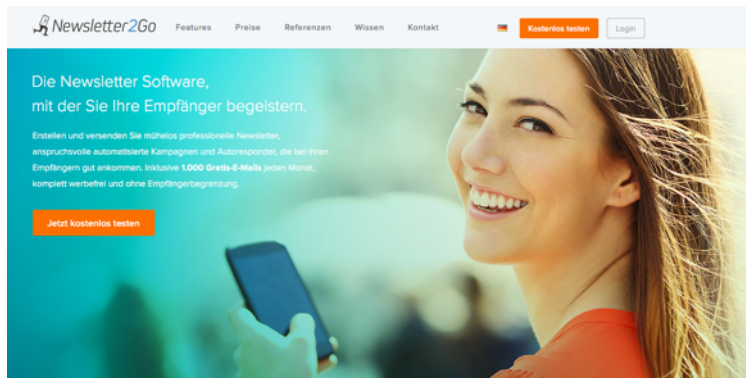 Newsletter2Go
Features Preise Referenzen Wissen Kontakt Kostenlos testen Login
Die Newsletter Software,
mit der Sie Ihre Empfänger begeistern.
Erstellen und versenden Sie mühelos professionelle Newsletter,
anspruchsvolle automatisierte Kampagnen und Autoresponder, die bei Ihren
Empfängern gut ankommen. Inklusive 1.000 Gratis-E-Mails jeden Monat,
komplett werbefrei und ohne Empfängerbegrenzung.
Jetzt kostenlos testen